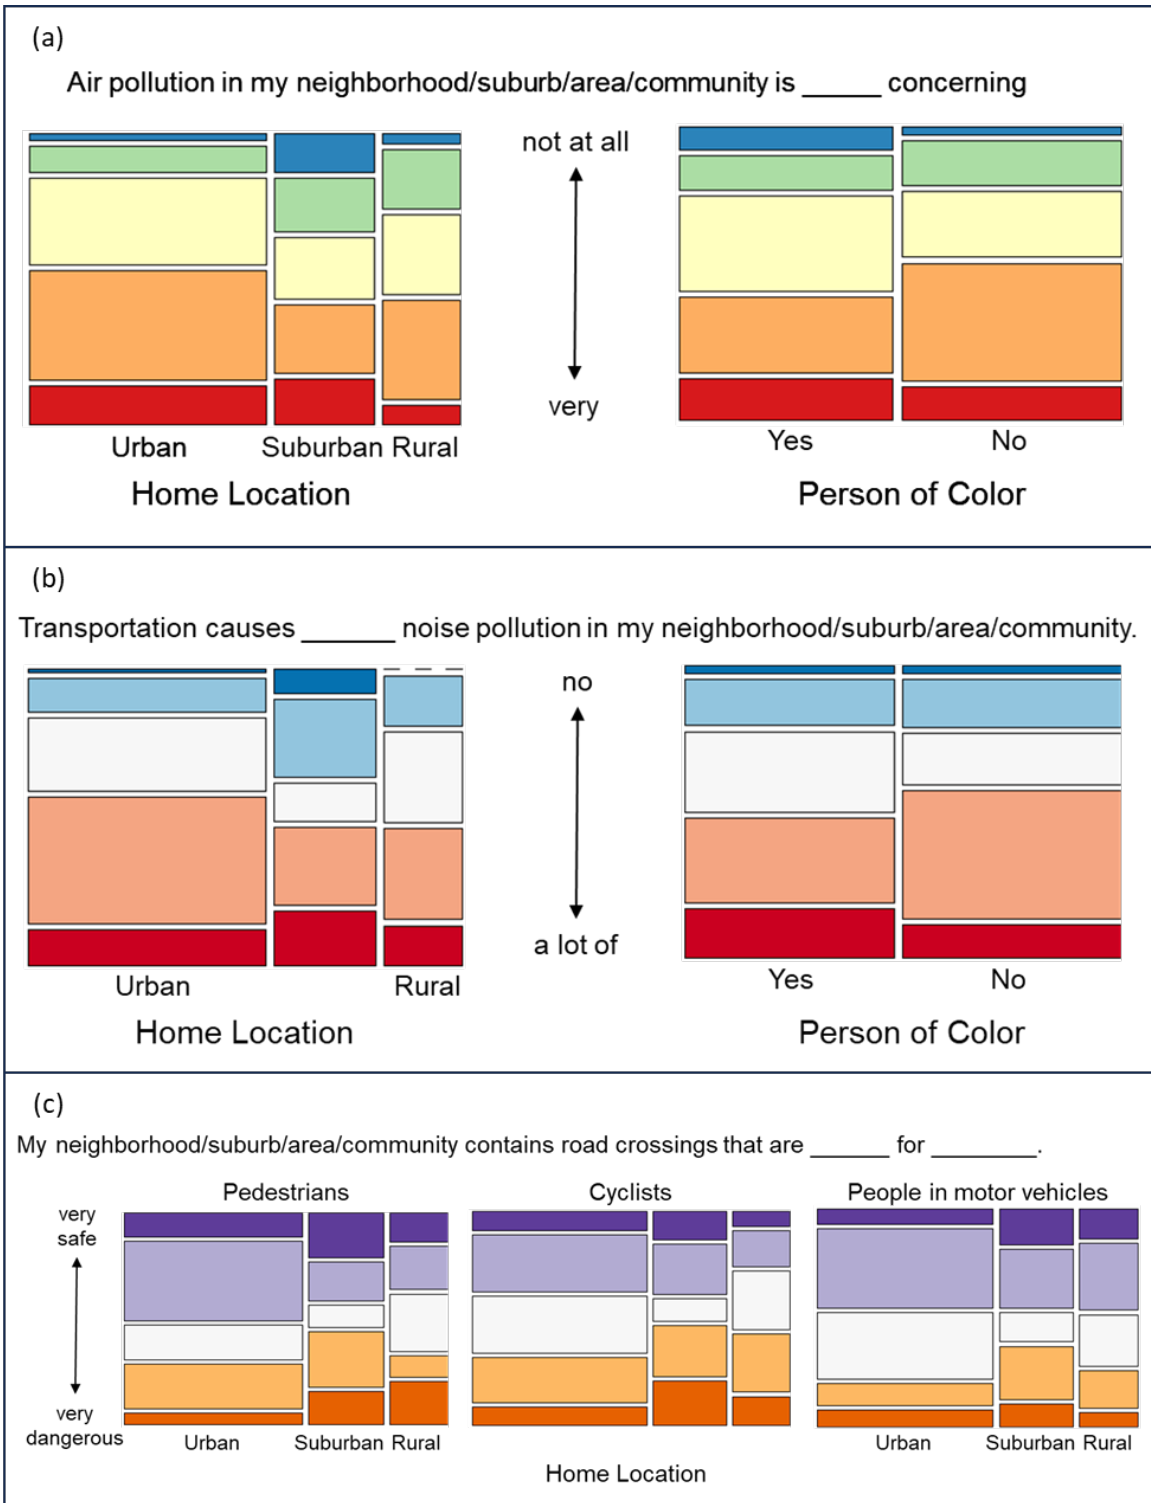 (a)
Air pollution in my neighborhood/suburb/area/community is _____ concerning
not at all
very
Urban Suburban Rural
Home Location
Yes No
Person of Color
(b)
Transportation causes ______ noise pollution in my neighborhood/suburb/area/community.
no
a lot of
Urban Rural
Home Location
Yes No
Person of Color
(c)
My neighborhood/suburb/area/community contains road crossings that are ______ for ________.
Pedestrians Cyclists People in motor vehicles
very
safe
very
dangerous
Urban Suburban Rural Urban Suburban Rural
Home Location